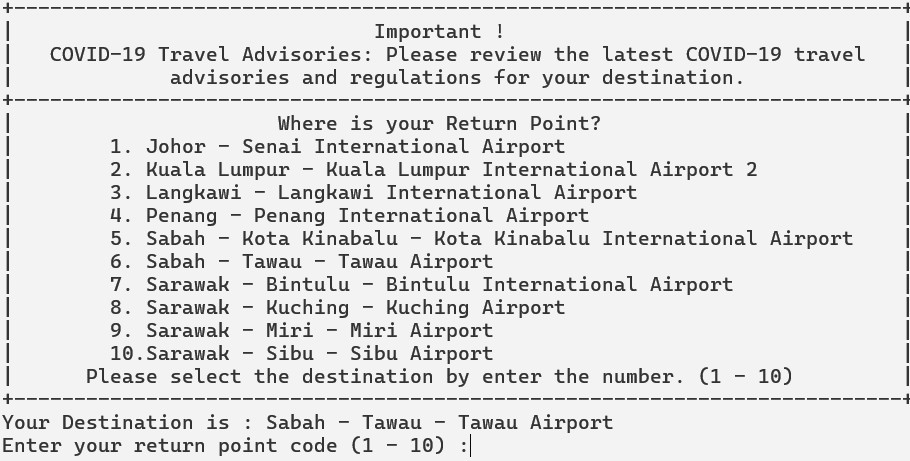 Important !
COVID-19 Travel Advisories: Please review the latest COVID-19 travel
advisories and regulations for your destination.
Where is your Return Point?
1. Johor - Senai International Airport
2. Kuala Lumpur - Kuala Lumpur International Airport 2
3. Langkawi - Langkawi International Airport
4. Penang - Penang International Airport
5. Sabah - Kota Kinabalu - Kota Kinabalu International Airport
6. Sabah - Tawau - Tawau Airport
7. Sarawak - Bintulu - Bintulu International Airport
8. Sarawak - Kuching - Kuching Airport
9. Sarawak - Miri - Miri Airport
10.Sarawak - Sibu - Sibu Airport
Please select the destination by enter the number. (1 - 10)
Your Destination is : Sabah - Tawau - Tawau Airport
Enter your return point code (1 - 10) :